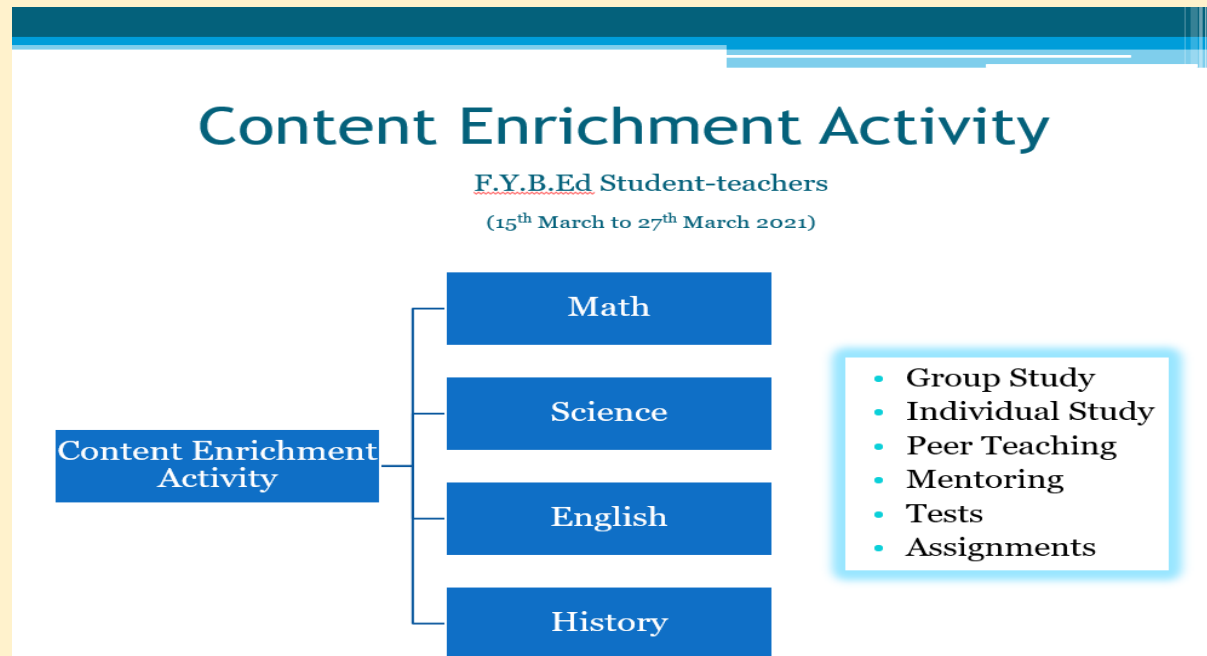 Content Enrichment Activity
F.Y.B.Ed Student-teachers
(15th March to 27th March 2021)
Content Enrichment
Activity
Math
Science
English
History
• Group Study
• Individual Study
• Peer Teaching
• Mentoring
• Tests
• Assignments